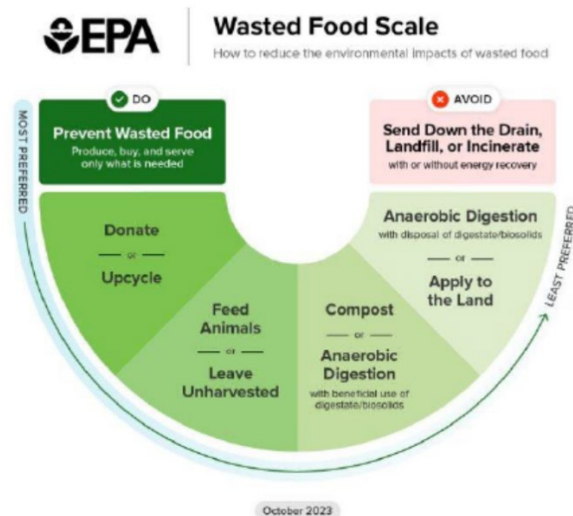 EPA
Wasted Food Scale
How to reduce the environmental impacts of wasted food
DO
Prevent Wasted Food
Produce, buy, and serve
only what is needed
AVOID
Send Down the Drain,
Landfill, or Incinerate
with or without energy recovery
MOST PREFERRED
Donate
or
Upcycle
Feed
Animals
or
Leave
Unharvested
Compost
or
Anaerobic
Digestion
with beneficial use of
digestate/biosolids
Anaerobic Digestion
with disposal of digestate/biosolids
or
Apply to
the Land
LEAST PREFERRED
October 2023